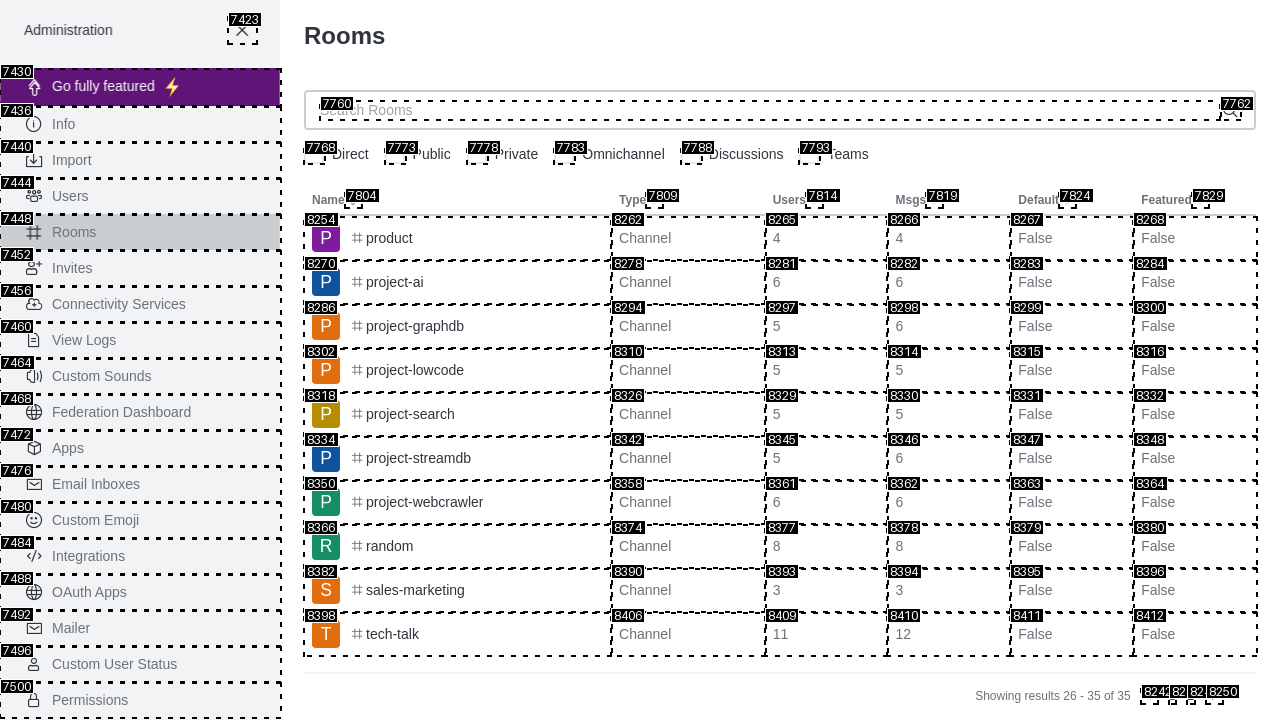 Administration
7423
Rooms
7430 Go fully featured ⚡
7436 Info
7440 Import
7444 Users
7448 Rooms
7452 Invites
7456 Connectivity Services
7460 View Logs
7464 Custom Sounds
7468 Federation Dashboard
7472 Apps
7476 Email Inboxes
7480 Custom Emoji
7484 Integrations
7488 OAuth Apps
7492 Mailer
7496 Custom User Status
7500 Permissions
7760 Search Rooms 7762
7768 Direct 7773 Public 7778 Private 7783 Omnichannel 7788 Discussions 7793 Teams
Name 7804 Type 7809 Users 7814 Msgs 7819 Default 7824 Featured 7829
8254 8262 8265 8266 8267 8268
P product Channel 4 4 False False
8270 8278 8281 8282 8283 8284
P project-ai Channel 6 6 False False
8286 8294 8297 8298 8299 8300
P project-graphdb Channel 5 6 False False
8302 8310 8313 8314 8315 8316
P project-lowcode Channel 5 5 False False
8318 8326 8329 8330 8331 8332
P project-search Channel 5 5 False False
8334 8342 8345 8346 8347 8348
P project-streamdb Channel 5 6 False False
8350 8358 8361 8362 8363 8364
P project-webcrawler Channel 6 6 False False
8366 8374 8377 8378 8379 8380
R random Channel 8 8 False False
8382 8390 8393 8394 8395 8396
S sales-marketing Channel 3 3 False False
8398 8406 8409 8410 8411 8412
T tech-talk Channel 11 12 False False
Showing results 26 - 35 of 35 8250